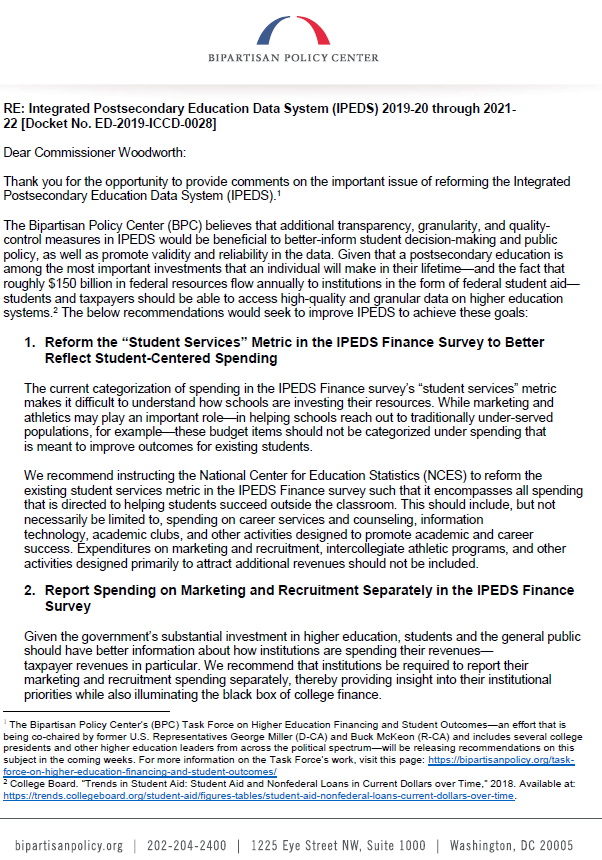 BIPARTISAN POLICY CENTER
RE: Integrated Postsecondary Education Data System (IPEDS) 2019-20 through 2021-
22 [Docket No. ED-2019-ICCD-0028]
Dear Commissioner Woodworth:
Thank you for the opportunity to provide comments on the important issue of reforming the Integrated
Postsecondary Education Data System (IPEDS).¹
The Bipartisan Policy Center (BPC) believes that additional transparency, granularity, and quality-
control measures in IPEDS would be beneficial to better-inform student decision-making and public
policy, as well as promote validity and reliability in the data. Given that a postsecondary education is
among the most important investments that an individual will make in their lifetime—and the fact that
roughly $150 billion in federal resources flow annually to institutions in the form of federal student aid—
students and taxpayers should be able to access high-quality and granular data on higher education
systems.² The below recommendations would seek to improve IPEDS to achieve these goals:
1. Reform the “Student Services” Metric in the IPEDS Finance Survey to Better
Reflect Student-Centered Spending
The current categorization of spending in the IPEDS Finance survey’s “student services” metric
makes it difficult to understand how schools are investing their resources. While marketing and
athletics may play an important role—in helping schools reach out to traditionally under-served
populations, for example—these budget items should not be categorized under spending that
is meant to improve outcomes for existing students.
We recommend instructing the National Center for Education Statistics (NCES) to reform the
existing student services metric in the IPEDS Finance survey such that it encompasses all spending
that is directed to helping students succeed outside the classroom. This should include, but not
necessarily be limited to, spending on career services and counseling, information
technology, academic clubs, and other activities designed to promote academic and career
success. Expenditures on marketing and recruitment, intercollegiate athletic programs, and other
activities designed primarily to attract additional revenues should not be included.
2. Report Spending on Marketing and Recruitment Separately in the IPEDS Finance
Survey
Given the government’s substantial investment in higher education, students and the general public
should have better information about how institutions are spending their revenues—
taxpayer revenues in particular. We recommend that institutions be required to report their
marketing and recruitment spending separately, thereby providing insight into their institutional
priorities while also illuminating the black box of college finance.
¹ The Bipartisan Policy Center’s (BPC) Task Force on Higher Education Financing and Student Outcomes—an effort that is
being co-chaired by former U.S. Representatives George Miller (D-CA) and Buck McKeon (R-CA) and includes several college
presidents and other higher education leaders from across the political spectrum—will be releasing recommendations on this
subject in the coming weeks. For more information on the Task Force’s work, visit this page: https://bipartisanpolicy.org/task-
force-on-higher-education-financing-and-student-outcomes/
² College Board. “Trends in Student Aid: Student Aid and Nonfederal Loans in Current Dollars over Time,” 2018. Available at:
https://trends.collegeboard.org/student-aid/figures-tables/student-aid-nonfederal-loans-current-dollars-over-time.
bipartisanpolicy.org | 202-204-2400 | 1225 Eye Street NW, Suite 1000 | Washington, DC 20005